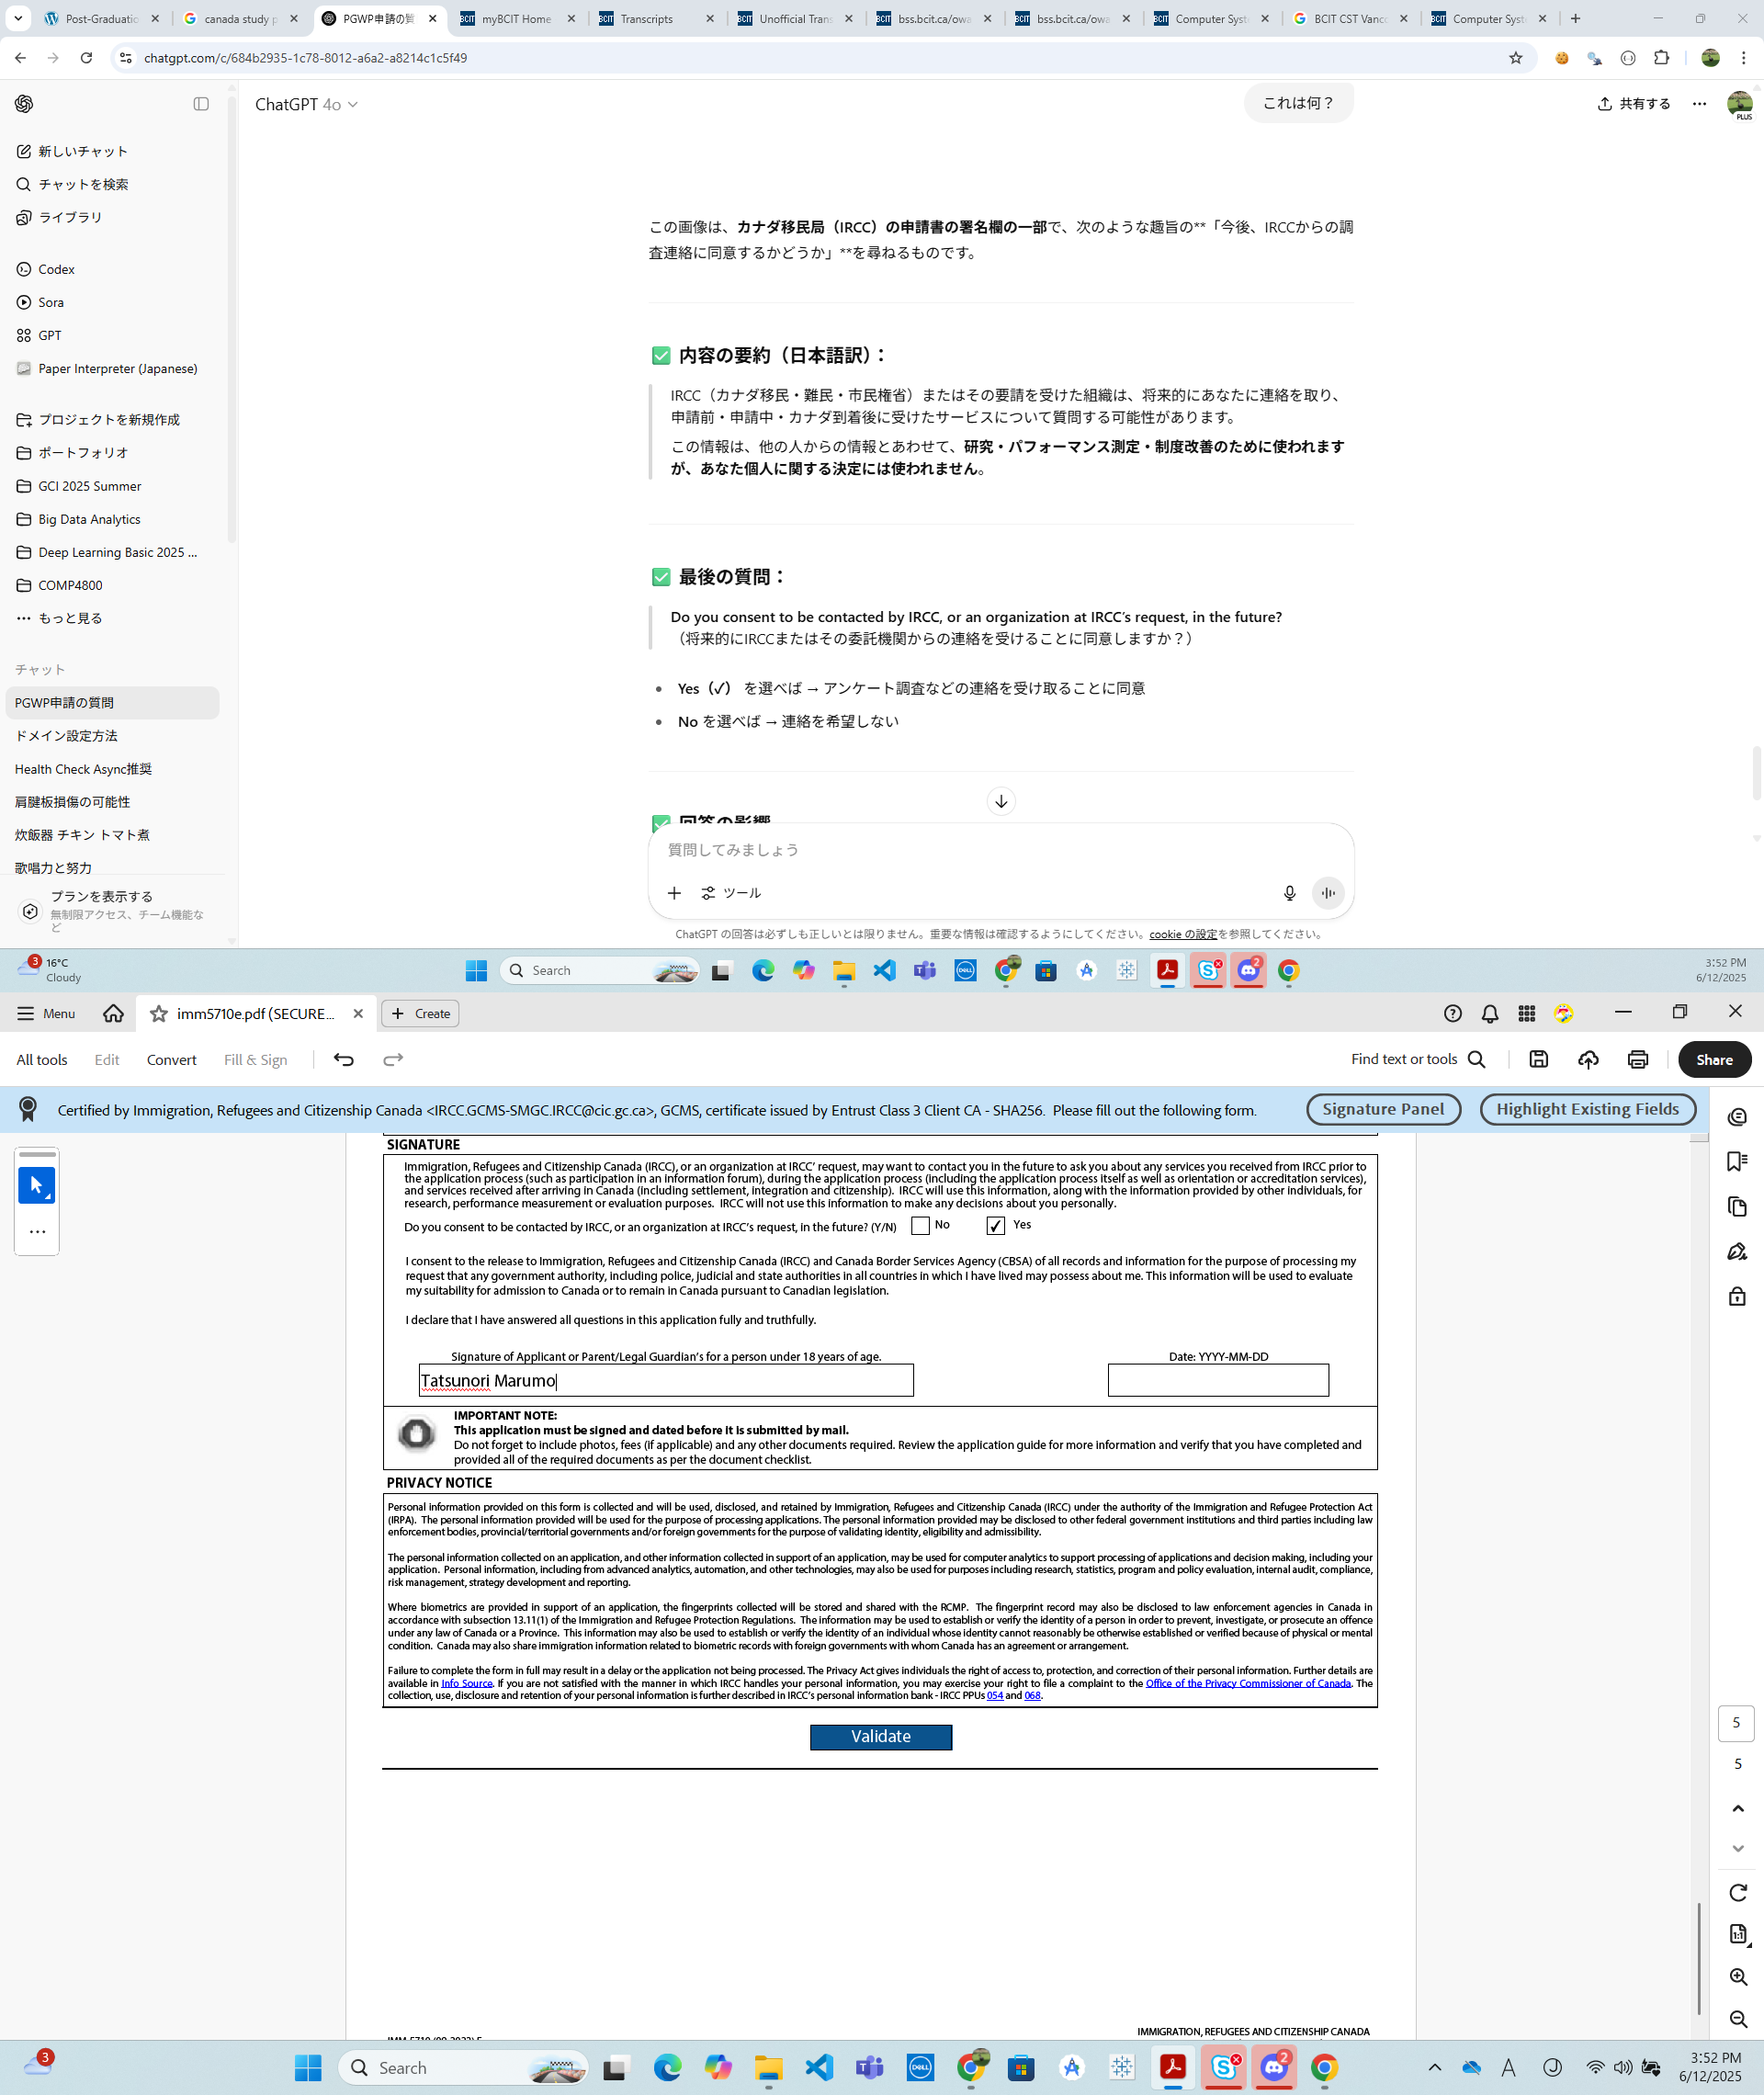 Post-Graduatio
canada study p
PGWP申請の質
myBCIT Home
Transcripts
Unofficial Trans
bss.bcit.ca/owa
bss.bcit.ca/owa
Computer Syst
BCIT CST Vanco
Computer Syst
chatgpt.com/c/684b2935-1c78-8012-a6a2-a8214c1c5f49
ChatGPT 4o
これは何？
共有する
PLUS
新しいチャット
チャットを検索
ライブラリ
Codex
Sora
GPT
Paper Interpreter (Japanese)
プロジェクトを新規作成
ポートフォリオ
GCI 2025 Summer
Big Data Analytics
Deep Learning Basic 2025 ...
COMP4800
もっと見る
チャット
PGWP申請の質問
ドメイン設定方法
Health Check Async推奨
肩腱板損傷の可能性
炊飯器 チキン トマト煮
歌唱力と努力
プランを表示する
無制限アクセス、チーム機能な
ど
この画像は、カナダ移民局（IRCC）の申請書の署名欄の一部で、次のような趣旨の**「今後、IRCCからの調
査連絡に同意するかどうか」**を尋ねるものです。
✅ 内容の要約（日本語訳）：
IRCC（カナダ移民・難民・市民権省）またはその要請を受けた組織は、将来的にあなたに連絡を取り、
申請前・申請中・カナダ到着後に受けたサービスについて質問する可能性があります。
この情報は、他の人からの情報とあわせて、研究・パフォーマンス測定・制度改善のために使われます
が、あなた個人に関する決定には使われません。
✅ 最後の質問：
Do you consent to be contacted by IRCC, or an organization at IRCC’s request, in the future?
（将来的にIRCCまたはその委託機関からの連絡を受けることに同意しますか？）
• Yes（✓） を選べば → アンケート調査などの連絡を受け取ることに同意
• No を選べば → 連絡を希望しない
✅ 回答の影響
質問してみましょう
ツール
ChatGPT の回答は必ずしも正しいとは限りません。重要な情報は確認するようにしてください。cookie の設定を参照してください。
3
16°C
Cloudy
Search
DELL
2
3:52 PM
6/12/2025
Menu
imm5710e.pdf (SECURE...
Create
All tools
Edit
Convert
Fill & Sign
Find text or tools
Share
Certified by Immigration, Refugees and Citizenship Canada <IRCC.GCMS-SMGC.IRCC@cic.gc.ca>, GCMS, certificate issued by Entrust Class 3 Client CA - SHA256. Please fill out the following form.
Signature Panel
Highlight Existing Fields
SIGNATURE
Immigration, Refugees and Citizenship Canada (IRCC), or an organization at IRCC’ request, may want to contact you in the future to ask you about any services you received from IRCC prior to
the application process (such as participation in an information forum), during the application process (including the application process itself as well as orientation or accreditation services),
and services received after arriving in Canada (including settlement, integration and citizenship). IRCC will use this information, along with the information provided by other individuals, for
research, performance measurement or evaluation purposes. IRCC will not use this information to make any decisions about you personally.
Do you consent to be contacted by IRCC, or an organization at IRCC’s request, in the future? (Y/N)
No
✓ Yes
I consent to the release to Immigration, Refugees and Citizenship Canada (IRCC) and Canada Border Services Agency (CBSA) of all records and information for the purpose of processing my
request that any government authority, including police, judicial and state authorities in all countries in which I have lived may possess about me. This information will be used to evaluate
my suitability for admission to Canada or to remain in Canada pursuant to Canadian legislation.
I declare that I have answered all questions in this application fully and truthfully.
Signature of Applicant or Parent/Legal Guardian’s for a person under 18 years of age.
Date: YYYY-MM-DD
Tatsunori Marumo
IMPORTANT NOTE:
This application must be signed and dated before it is submitted by mail.
Do not forget to include photos, fees (if applicable) and any other documents required. Review the application guide for more information and verify that you have completed and
provided all of the required documents as per the document checklist.
PRIVACY NOTICE
Personal information provided on this form is collected and will be used, disclosed, and retained by Immigration, Refugees and Citizenship Canada (IRCC) under the authority of the Immigration and Refugee Protection Act
(IRPA). The personal information provided will be used for the purpose of processing applications. The personal information provided may be disclosed to other federal government institutions and third parties including law
enforcement bodies, provincial/territorial governments and/or foreign governments for the purpose of validating identity, eligibility and admissibility.
The personal information collected on an application, and other information collected in support of an application, may be used for computer analytics to support processing of applications and decision making, including your
application. Personal information, including from advanced analytics, automation, and other technologies, may also be used for purposes including research, statistics, program and policy evaluation, internal audit, compliance,
risk management, strategy development and reporting.
Where biometrics are provided in support of an application, the fingerprints collected will be stored and shared with the RCMP. The fingerprint record may also be disclosed to law enforcement agencies in Canada in
accordance with subsection 13.11(1) of the Immigration and Refugee Protection Regulations. The information may be used to establish or verify the identity of a person in order to prevent, investigate, or prosecute an offence
under any law of Canada or a Province. This information may also be used to establish or verify the identity of an individual whose identity cannot reasonably be otherwise established or verified because of physical or mental
condition. Canada may also share immigration information related to biometric records with foreign governments with whom Canada has an agreement or arrangement.
Failure to complete the form in full may result in a delay or the application not being processed. The Privacy Act gives individuals the right of access to, protection, and correction of their personal information. Further details are
available in Info Source. If you are not satisfied with the manner in which IRCC handles your personal information, you may exercise your right to file a complaint to the Office of the Privacy Commissioner of Canada. The
collection, use, disclosure and retention of your personal information is further described in IRCC’s personal information bank - IRCC PPUs 054 and 068.
Validate
5
5
IMM 5710 (09-2023) E
IMMIGRATION, REFUGEES AND CITIZENSHIP CANADA
3
Search
DELL
2
3:52 PM
6/12/2025